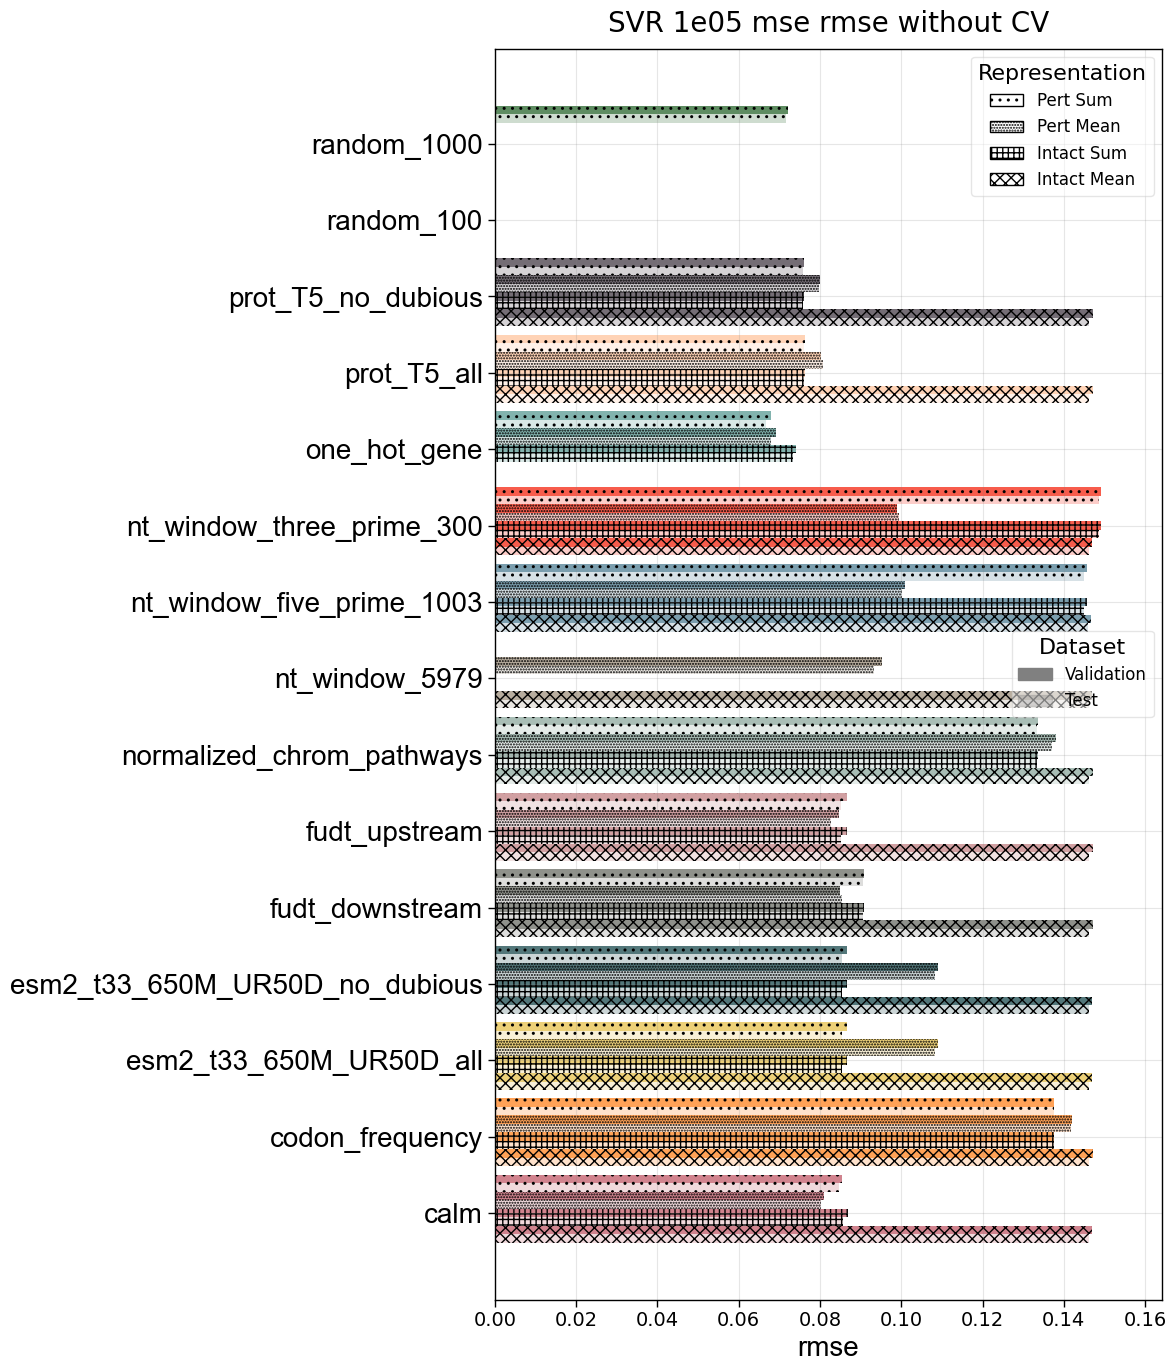 SVR 1e05 mse rmse without CV
Representation
Pert Sum
Pert Mean
Intact Sum
Intact Mean
random_1000
random_100
prot_T5_no_dubious
prot_T5_all
one_hot_gene
nt_window_three_prime_300
nt_window_five_prime_1003
Dataset
Validation
Test
nt_window_5979
normalized_chrom_pathways
fudt_upstream
fudt_downstream
esm2_t33_650M_UR50D_no_dubious
esm2_t33_650M_UR50D_all
codon_frequency
calm
0.00 0.02 0.04 0.06 0.08 0.10 0.12 0.14 0.16
rmse